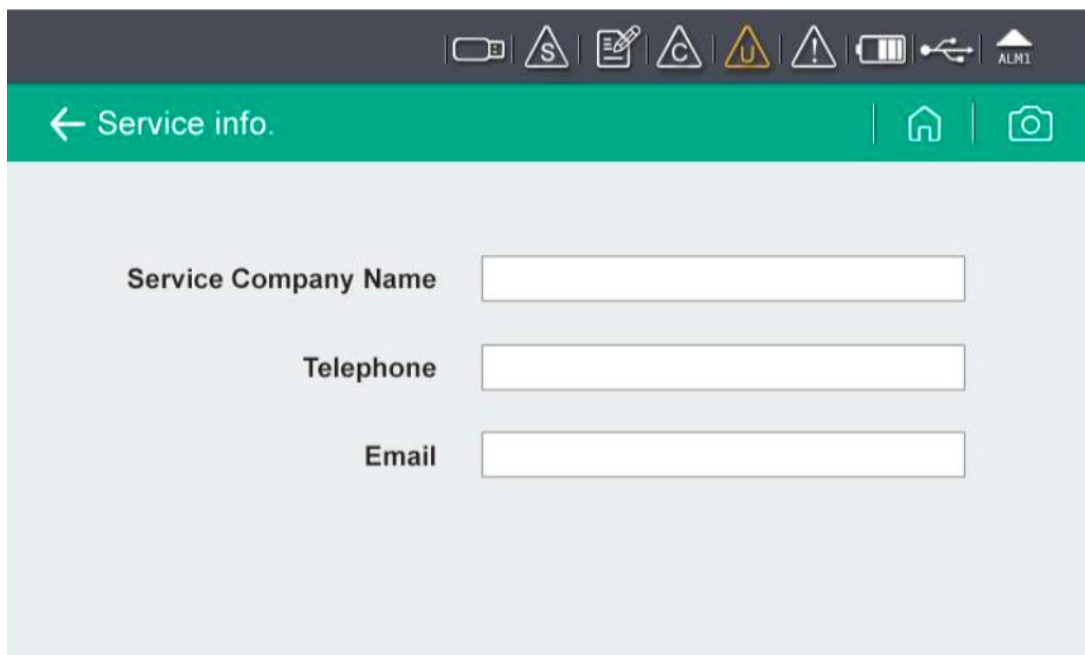 S C U ! ALM1
Service info.
Service Company Name
Telephone
Email